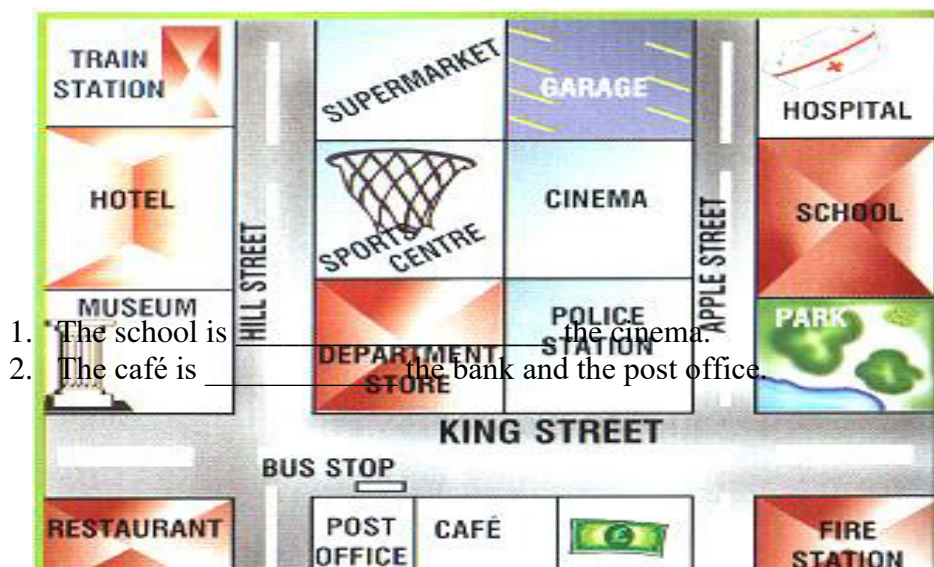 TRAIN
STATION
SUPERMARKET
GARAGE
HOSPITAL
HOTEL
HILL STREET
SPORTS
CENTRE
CINEMA
APPLE STREET
SCHOOL
MUSEUM
POLICE
STATION
PARK
1. The school is ______________________ the cinema.
DEPARTMENT
STORE
2. The café is _____________ the bank and the post office.
KING STREET
BUS STOP
RESTAURANT
POST
OFFICE
CAFÉ
£
FIRE
STATION